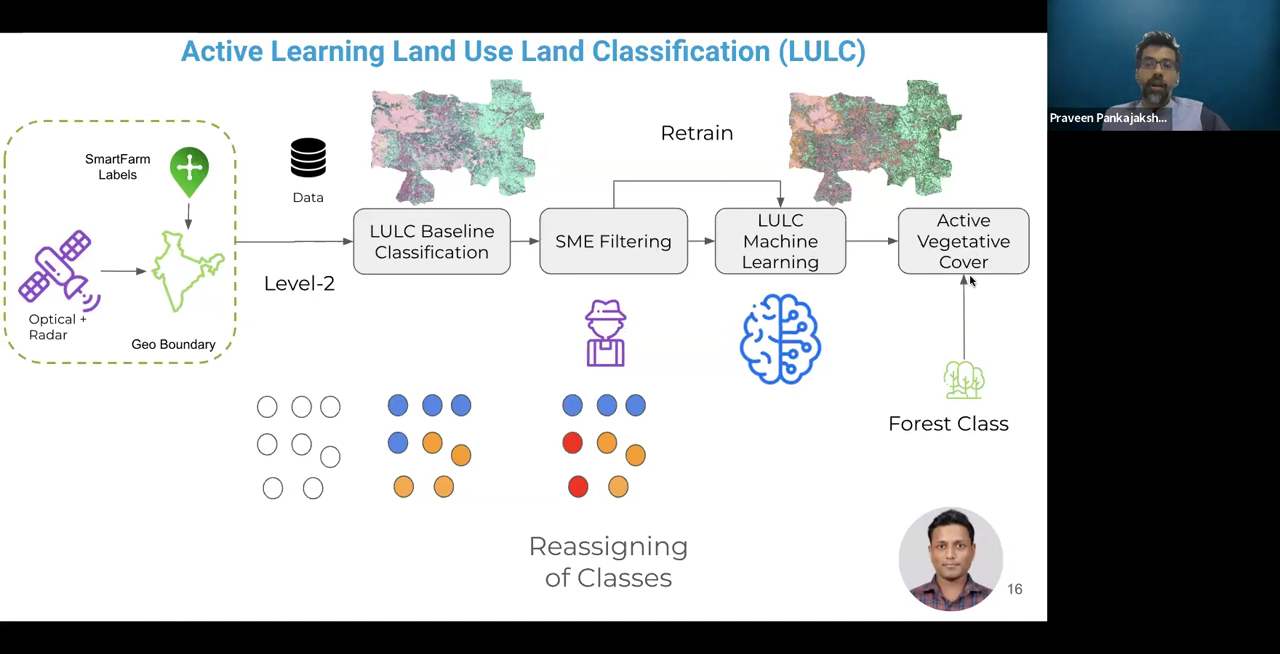 Active Learning Land Use Land Classification (LULC)
Praveen Pankajaksh...
SmartFarm
Labels
Data
Retrain
LULC Baseline
Classification
SME Filtering
LULC
Machine
Learning
Active
Vegetative
Cover
Level-2
Optical +
Radar
Geo Boundary
Forest Class
Reassigning
of Classes
16